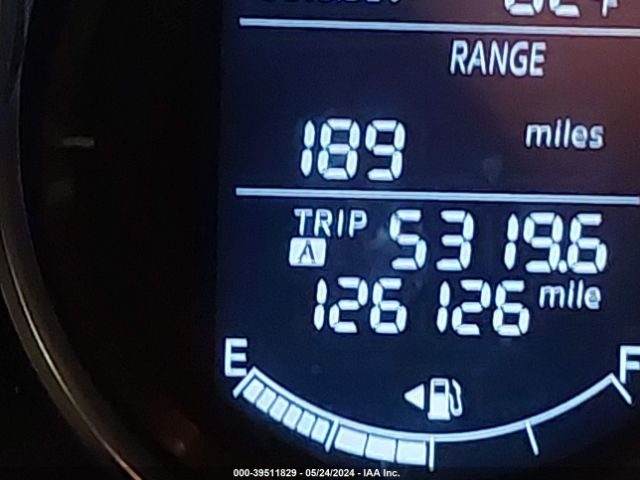 RANGE
189 miles
TRIP A 5319.6
126126 mile
E F
000-39511829 - 05/24/2024 - IAA Inc.